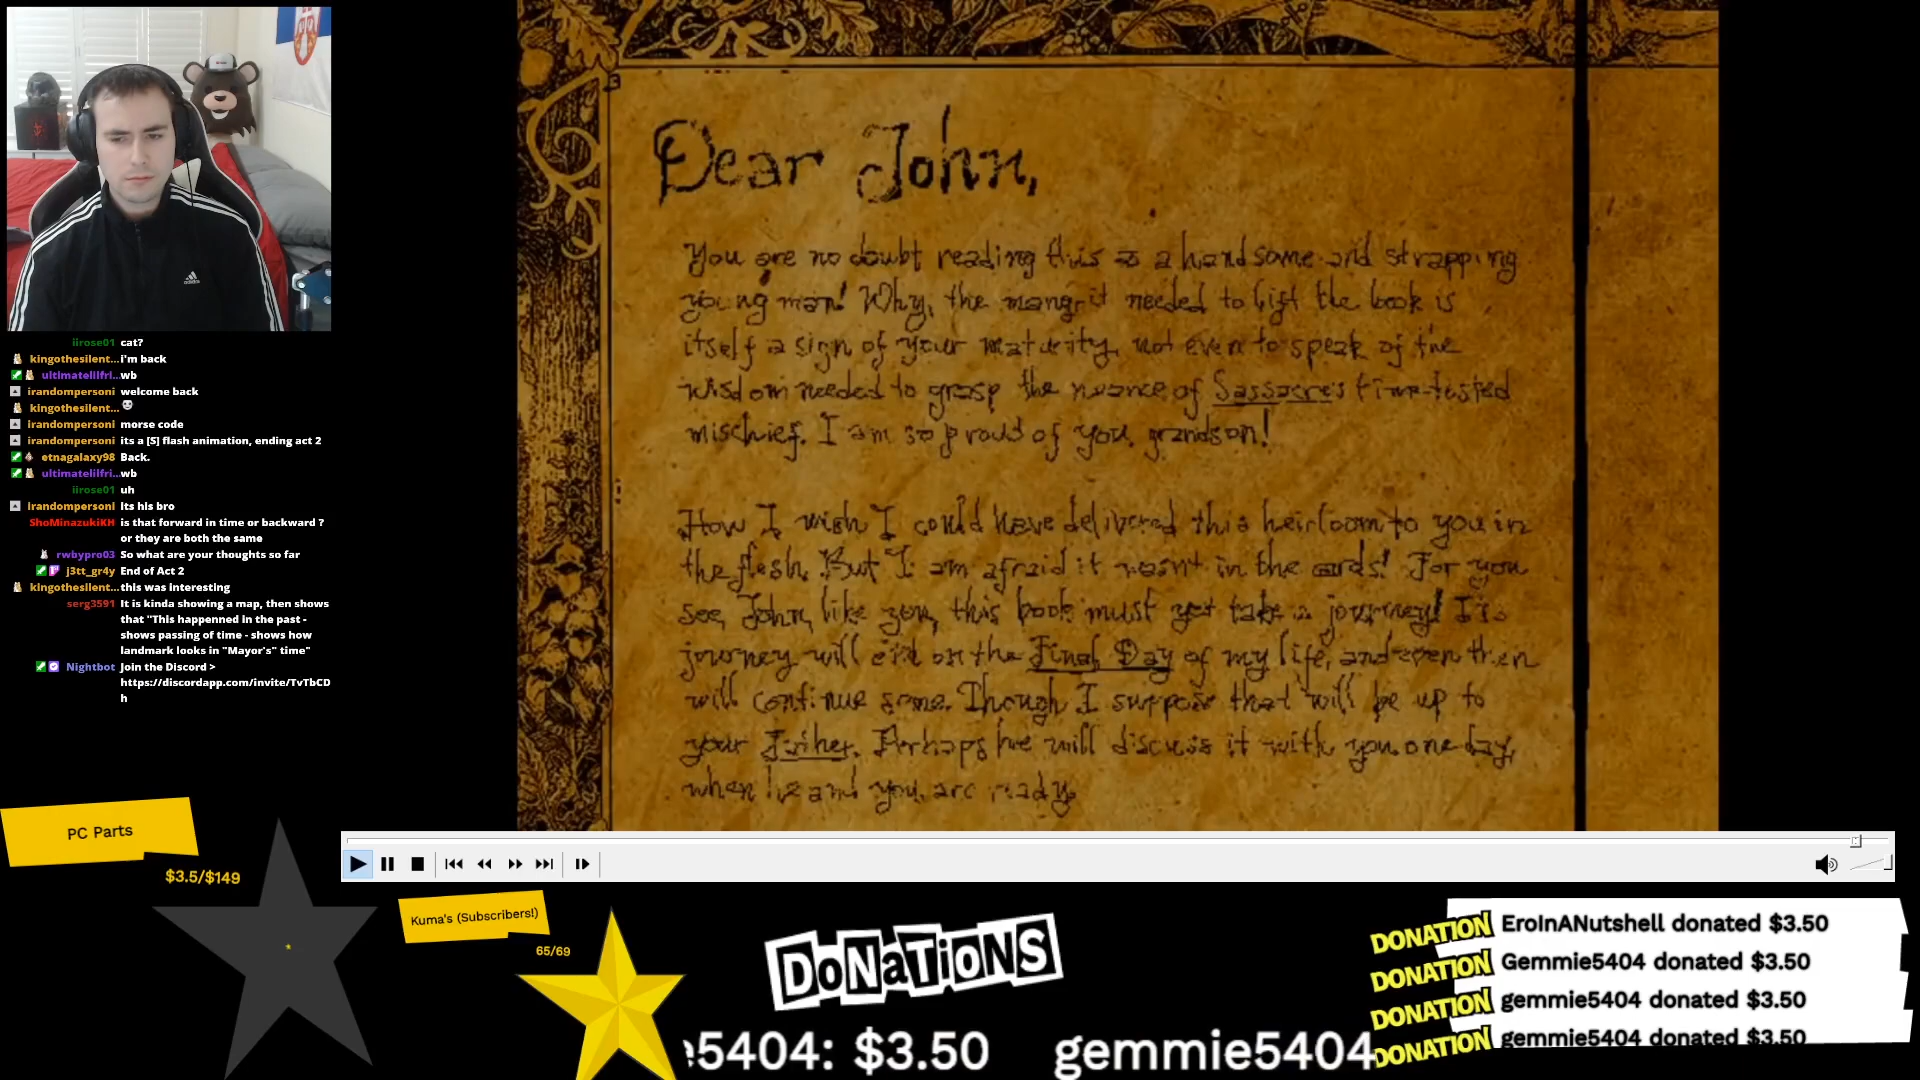 iirose01 cat?
kingothesilent... i'm back
ultimatelilfri... wb
irandompersoni welcome back
kingothesilent...
irandompersoni morse code
irandompersoni its a [S] flash animation, ending act 2
etnagalaxy98 Back.
ultimatelilfri... wb
iirose01 uh
irandompersoni Its his bro
ShoMinazukiKH is that forward in time or backward ?
or they are both the same
rwbypro03 So what are your thoughts so far
j3tt_gr4y End of Act 2
kingothesilent... this was interesting
serg3591 It is kinda showing a map, then shows
that "This happenned in the past -
shows passing of time - shows how
landmark looks in "Mayor's" time"
Nightbot Join the Discord >
https://discordapp.com/invite/TvTbCD
h
Dear John,
You are no doubt reading this as a handsome and strapping
young man! Why, the mangrit needed to lift the book is
itself a sign of your maturity, not even to speak of the
wisdom needed to grasp the nuance of Sassacre's time-tested
mischief. I am so proud of you, grandson!
How I wish I could have delivered this heirloom to you in
the flesh. But I am afraid it wasn't in the cards! For you
see, John, like you, this book must yet take a journey! Its
journey will end on the Final Day of my life, and even then
will continue some. Though I suppose that will be up to
your Father. Perhaps he will discuss it with you one day,
when he and you are ready.
PC Parts
$3.5/$149
Kuma's (Subscribers!)
65/69
DoNaTiONS
5404: $3.50 gemmie5404
DONATION EroInANutshell donated $3.50
DONATION Gemmie5404 donated $3.50
DONATION gemmie5404 donated $3.50
DONATION gemmie5404 donated $3.50
adidas